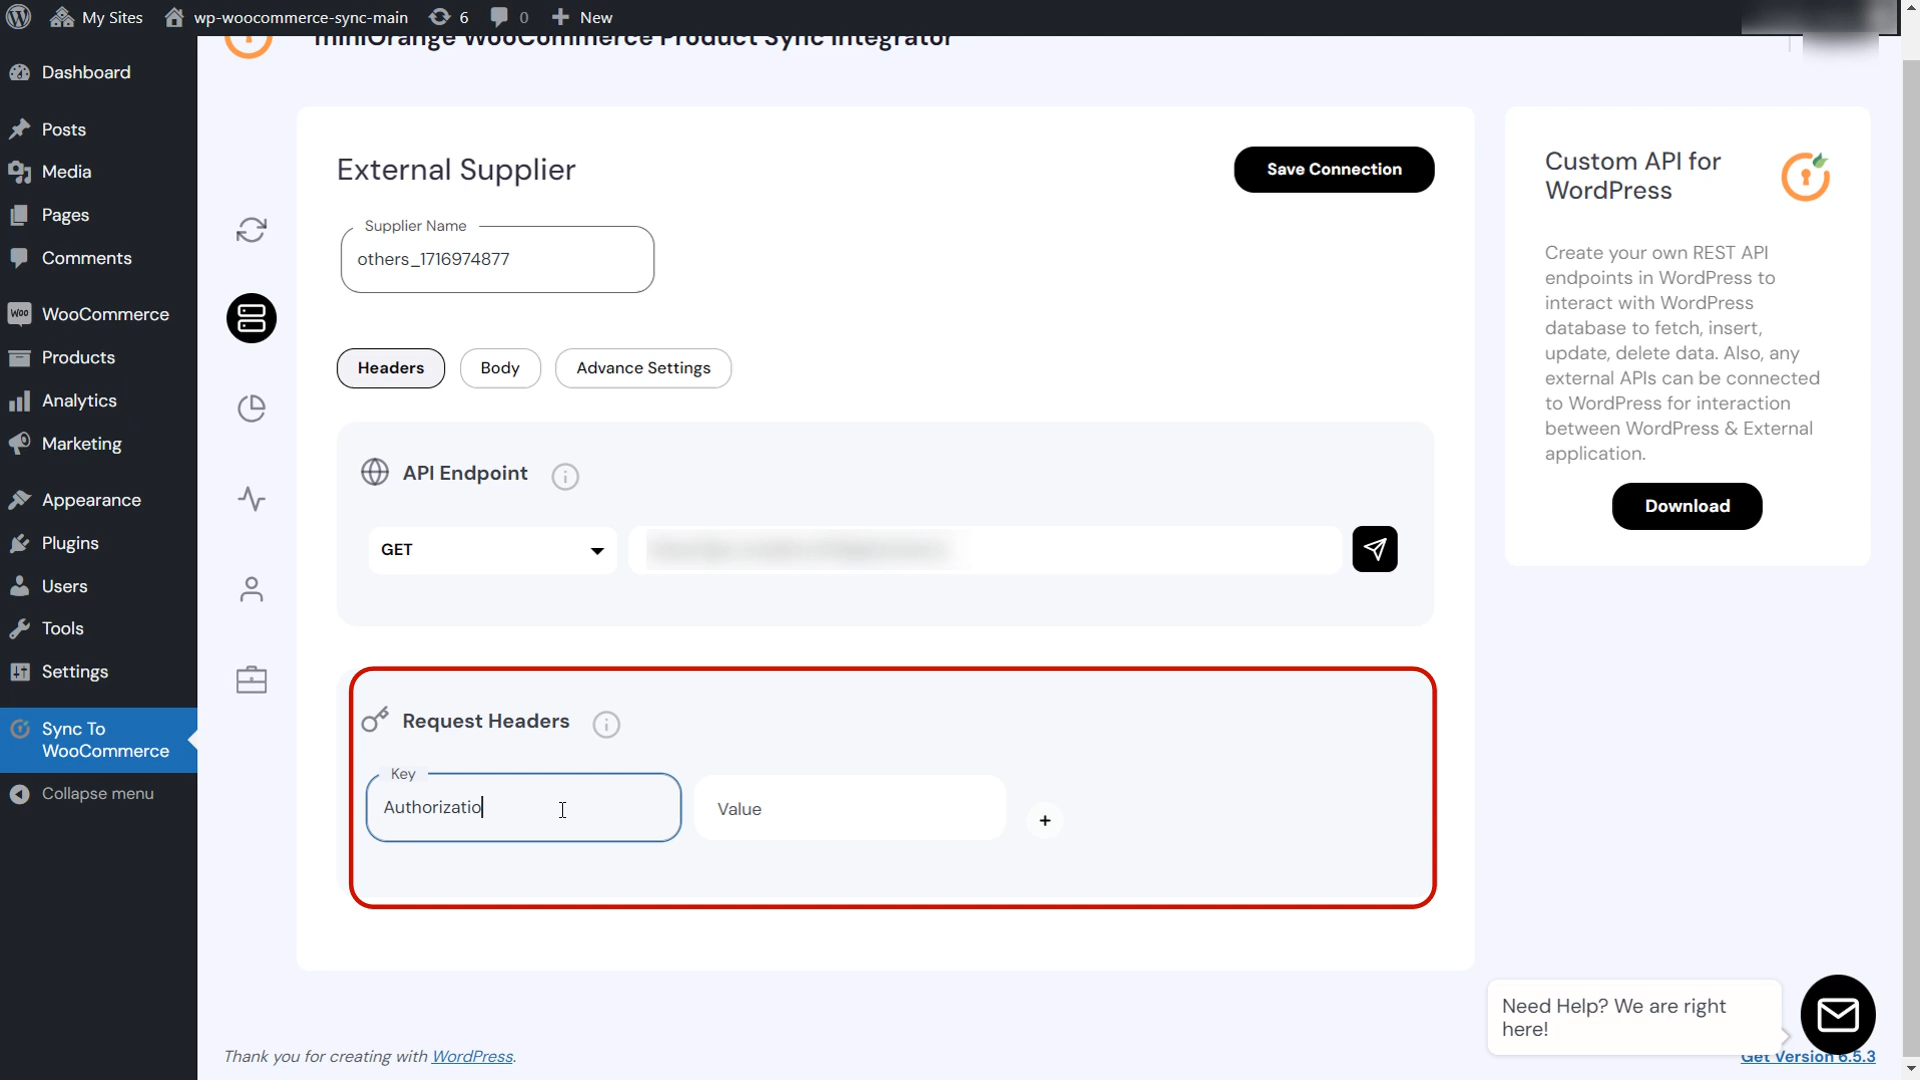 My Sites
wp-woocommerce-sync-main
6
0
New
miniOrange WooCommerce Product Sync Integrator
Dashboard
Posts
Media
Pages
Comments
Woo WooCommerce
Products
Analytics
Marketing
Appearance
Plugins
Users
Tools
Settings
Sync To
WooCommerce
Collapse menu
External Supplier
Save Connection
Supplier Name
others_1716974877
Headers
Body
Advance Settings
API Endpoint
GET
Request Headers
Key
Authorizatio
Value
+
Custom API for
WordPress
Create your own REST API
endpoints in WordPress to
interact with WordPress
database to fetch, insert,
update, delete data. Also, any
external APIs can be connected
to WordPress for interaction
between WordPress & External
application.
Download
Need Help? We are right
here!
Thank you for creating with WordPress.
Get Version 6.5.3